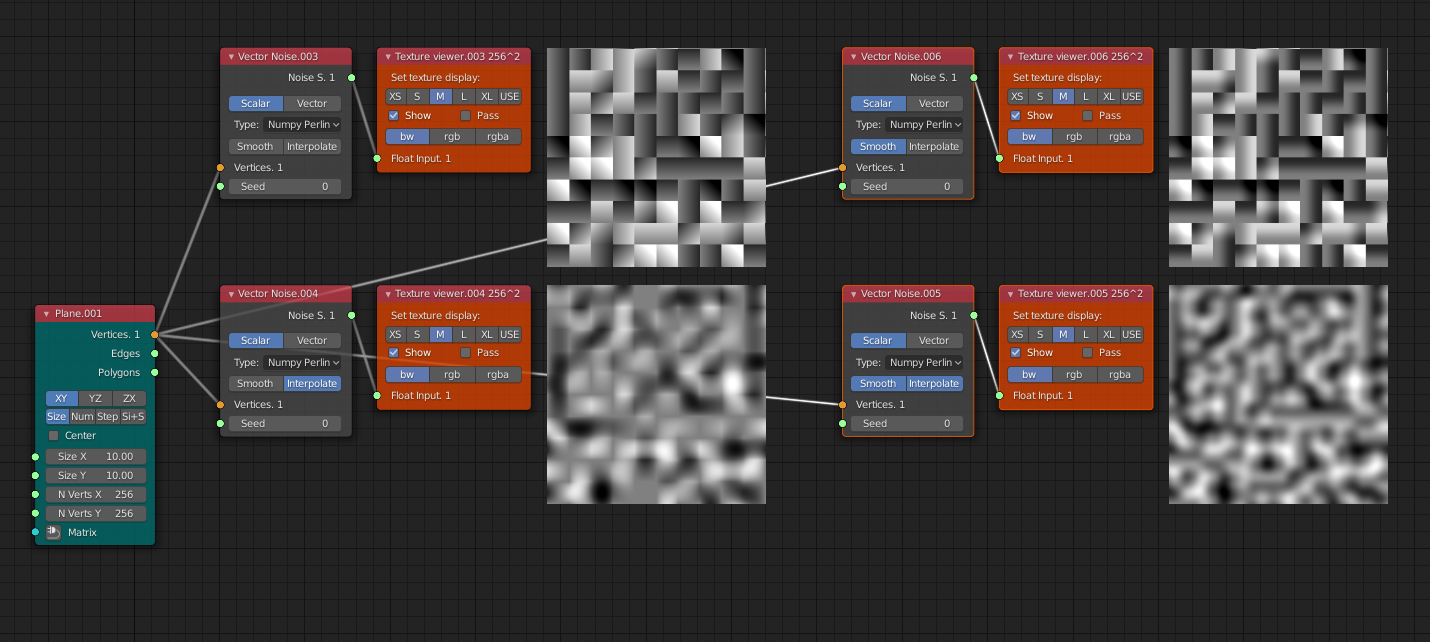 Vector Noise.003
Noise S. 1
Scalar Vector
Type: Numpy Perlin
Smooth Interpolate
Vertices. 1
Seed 0
Texture viewer.003 256^2
Set texture display:
XS S M L XL USE
Show Pass
bw rgb rgba
Float Input. 1
Vector Noise.006
Noise S. 1
Scalar Vector
Type: Numpy Perlin
Smooth Interpolate
Vertices. 1
Seed 0
Texture viewer.006 256^2
Set texture display:
XS S M L XL USE
Show Pass
bw rgb rgba
Float Input. 1
Plane.001
Vertices. 1
Edges
Polygons
XY YZ ZX
Size Num Step Si+S
Center
Size X 10.00
Size Y 10.00
N Verts X 256
N Verts Y 256
Matrix
Vector Noise.004
Noise S. 1
Scalar Vector
Type: Numpy Perlin
Smooth Interpolate
Vertices. 1
Seed 0
Texture viewer.004 256^2
Set texture display:
XS S M L XL USE
Show Pass
bw rgb rgba
Float Input. 1
Vector Noise.005
Noise S. 1
Scalar Vector
Type: Numpy Perlin
Smooth Interpolate
Vertices. 1
Seed 0
Texture viewer.005 256^2
Set texture display:
XS S M L XL USE
Show Pass
bw rgb rgba
Float Input. 1